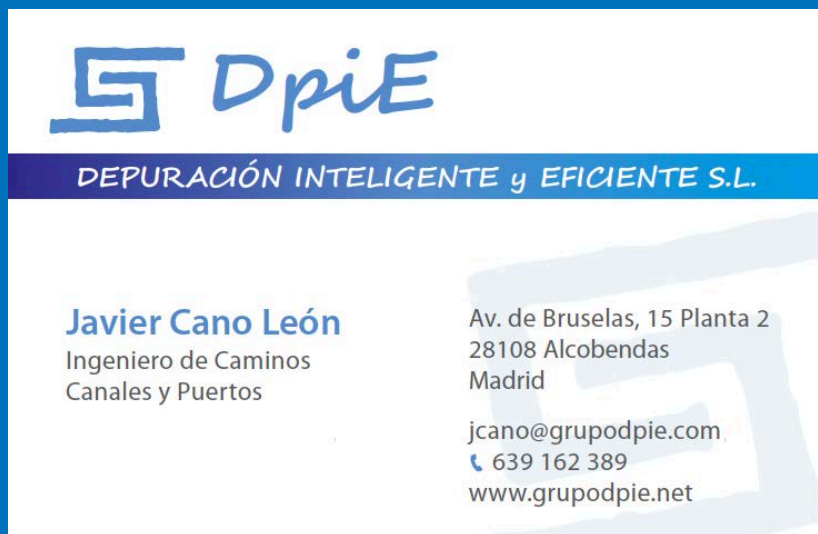 DpiE
DEPURACIÓN INTELIGENTE y EFICIENTE S.L.
Javier Cano León
Ingeniero de Caminos
Canales y Puertos
Av. de Bruselas, 15 Planta 2
28108 Alcobendas
Madrid
jcano@grupodpie.com
639 162 389
www.grupodpie.net